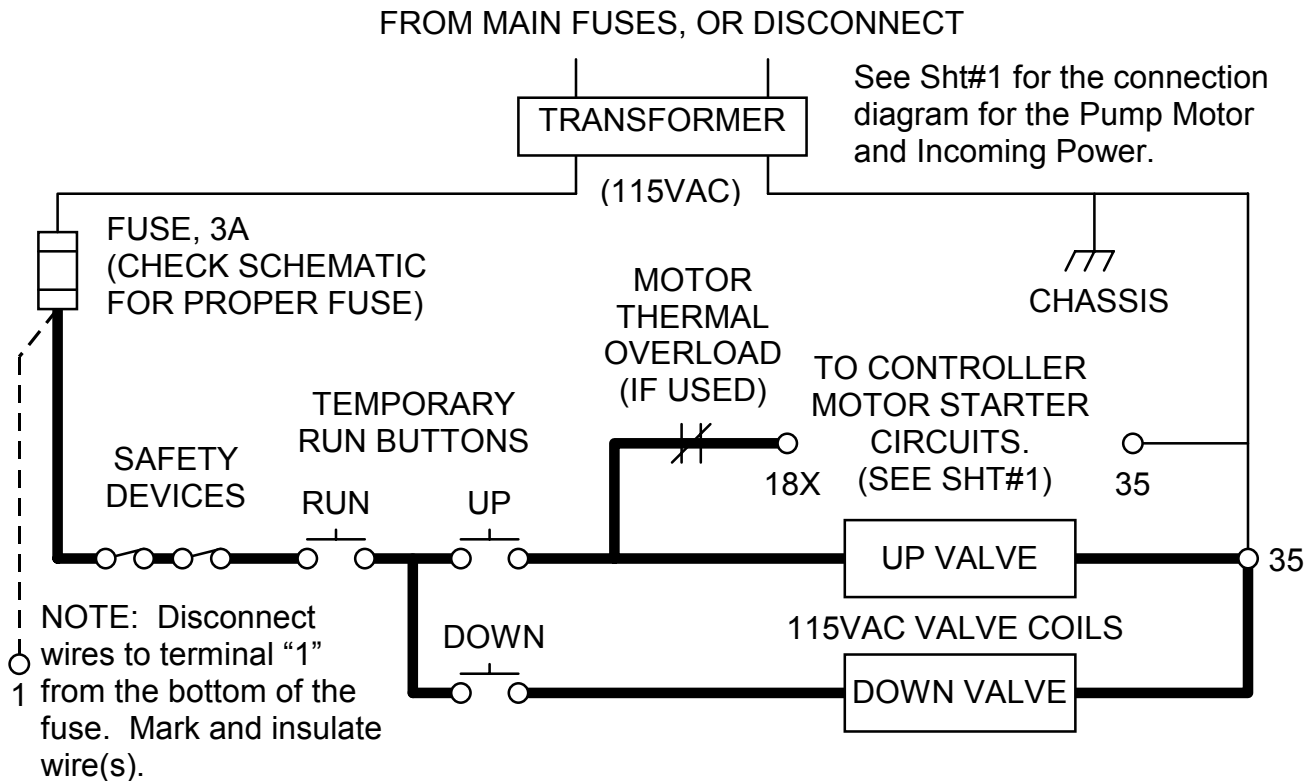 FROM MAIN FUSES, OR DISCONNECT
See Sht#1 for the connection
diagram for the Pump Motor
and Incoming Power.
TRANSFORMER
(115VAC)
FUSE, 3A
(CHECK SCHEMATIC
FOR PROPER FUSE)
CHASSIS
MOTOR
THERMAL
OVERLOAD
(IF USED)
TO CONTROLLER
MOTOR STARTER
CIRCUITS.
(SEE SHT#1)
18X
35
TEMPORARY
RUN BUTTONS
SAFETY
DEVICES
RUN
UP
UP VALVE
35
NOTE: Disconnect
wires to terminal “1”
from the bottom of the
fuse. Mark and insulate
wire(s).
1
DOWN
115VAC VALVE COILS
DOWN VALVE